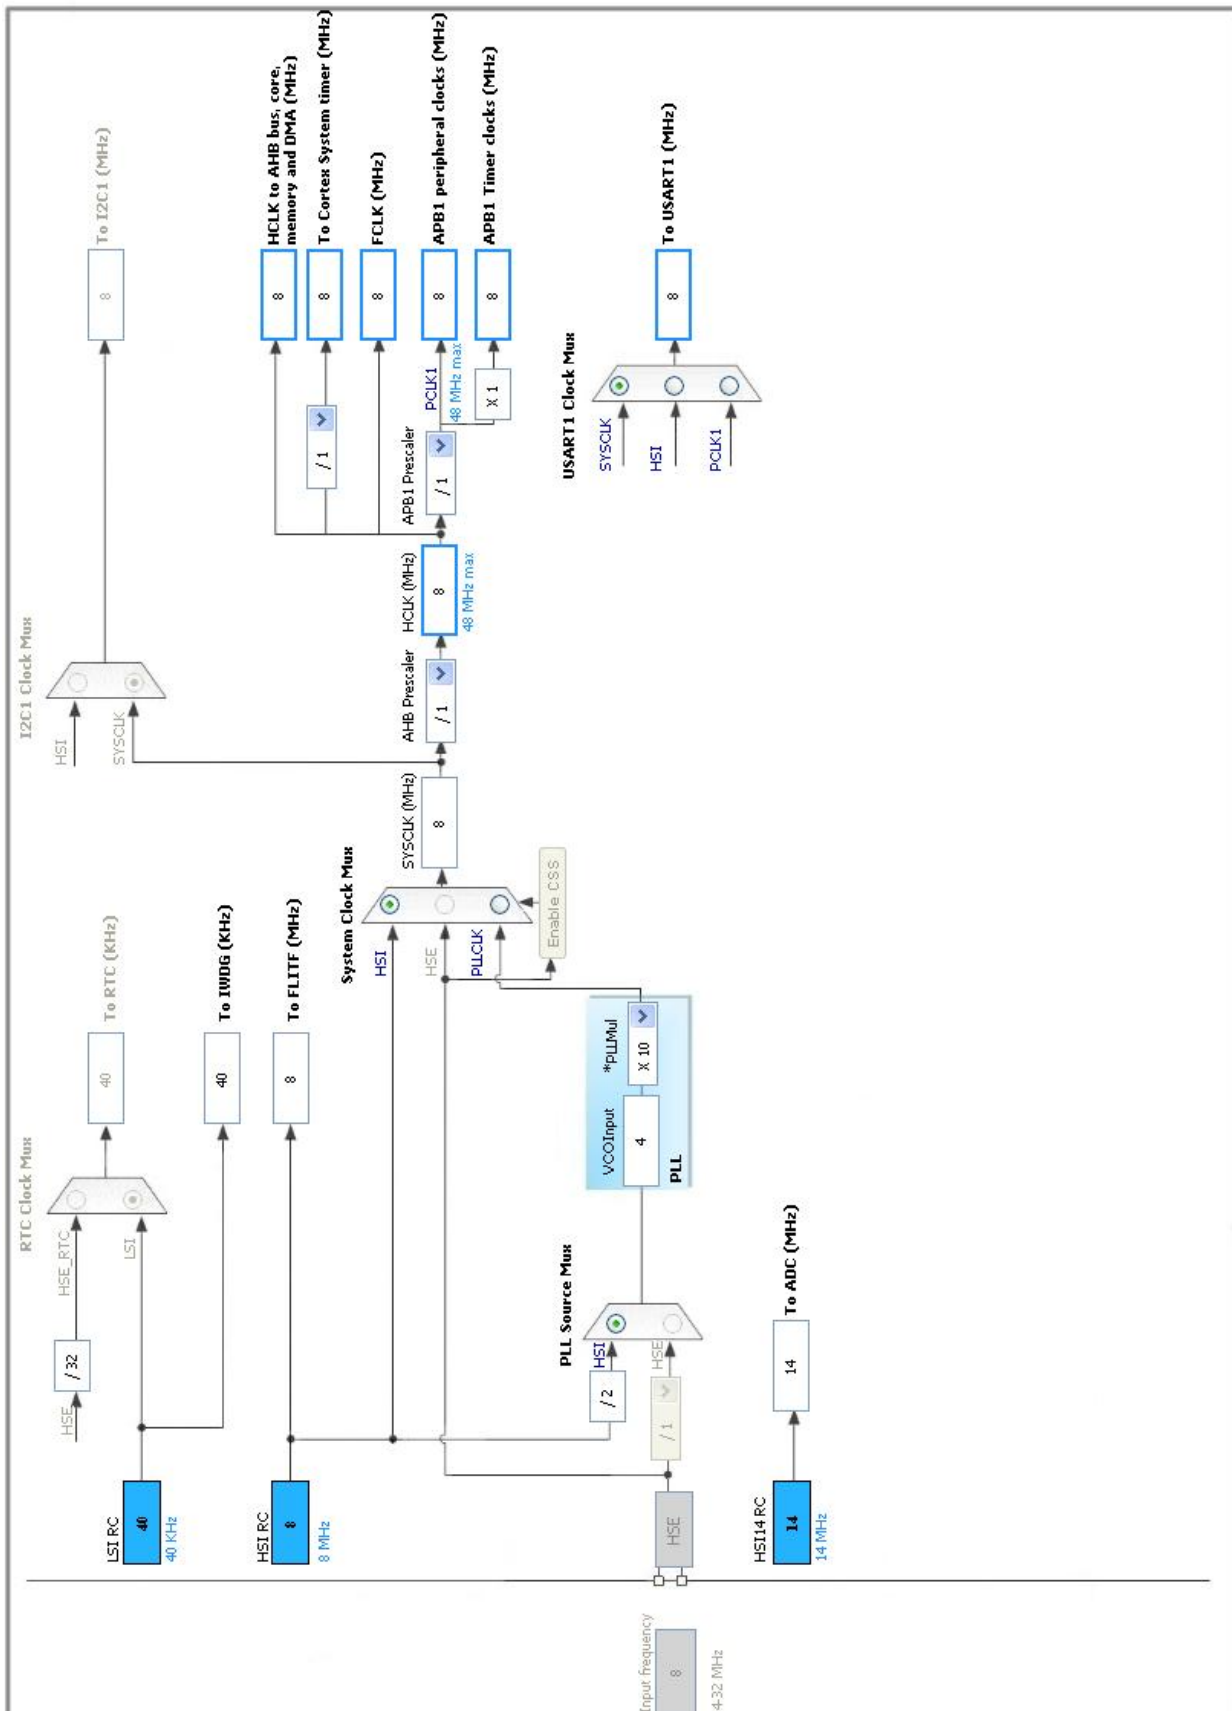 RTC Clock Mux
I2C1 Clock Mux
HSE
/ 32
HSE_RTC
HSI
SYSCLK
LSI RC
40
40 KHz
LSI
40
To RTC (KHz)
8
To I2C1 (MHz)
40
To IWDG (KHz)
HSI RC
8
8 MHz
8
To FLITF (MHz)
System Clock Mux
HSI
HSE
PLLCLK
Enable CSS
SYSCLK (MHz)
8
AHB Prescaler
/ 1
HCLK (MHz)
8
48 MHz max
APB1 Prescaler
/ 1
/ 1
8
HCLK to AHB bus, core,
memory and DMA (MHz)
8
To Cortex System timer (MHz)
8
FCLK (MHz)
PCLK1
48 MHz max
8
APB1 peripheral clocks (MHz)
X 1
8
APB1 Timer clocks (MHz)
PLL Source Mux
/ 2
HSI
HSE
/ 1
VCOInput
4
*PLLMul
X 10
PLL
Input frequency
8
4-32 MHz
HSE
USART1 Clock Mux
SYSCLK
HSI
PCLK1
8
To USART1 (MHz)
HSI14 RC
14
14 MHz
14
To ADC (MHz)